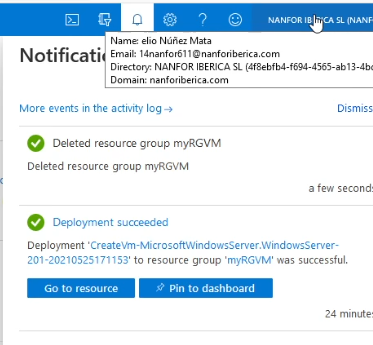 NANFOR IBERICA SL (NANF
Notificatio
Name: elio Núñez Mata
Email: 14nanfor611@nanforiberica.com
Directory: NANFOR IBERICA SL (4f8ebfb4-f694-4565-ab13-4bc
Domain: nanforiberica.com
More events in the activity log →
Dismiss
Deleted resource group myRGVM
Deleted resource group myRGVM
a few seconds
Deployment succeeded
Deployment 'CreateVm-MicrosoftWindowsServer.WindowsServer-
201-20210525171153' to resource group 'myRGVM' was successful.
Go to resource
Pin to dashboard
24 minute